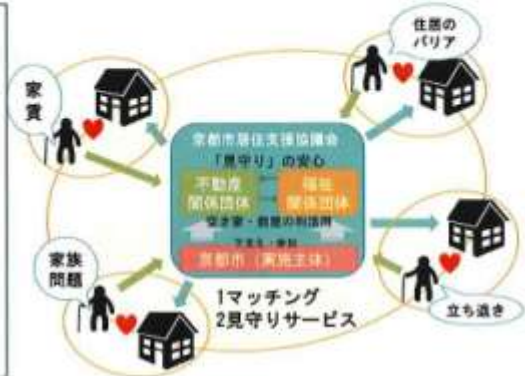 住居の
バリア
家賃
京都市居住支援協議会
「見守り」の安心
不動産
関係団体
福祉
関係団体
京都市（実施主体）
家族
問題
1マッチング
2見守りサービス
立ち退き